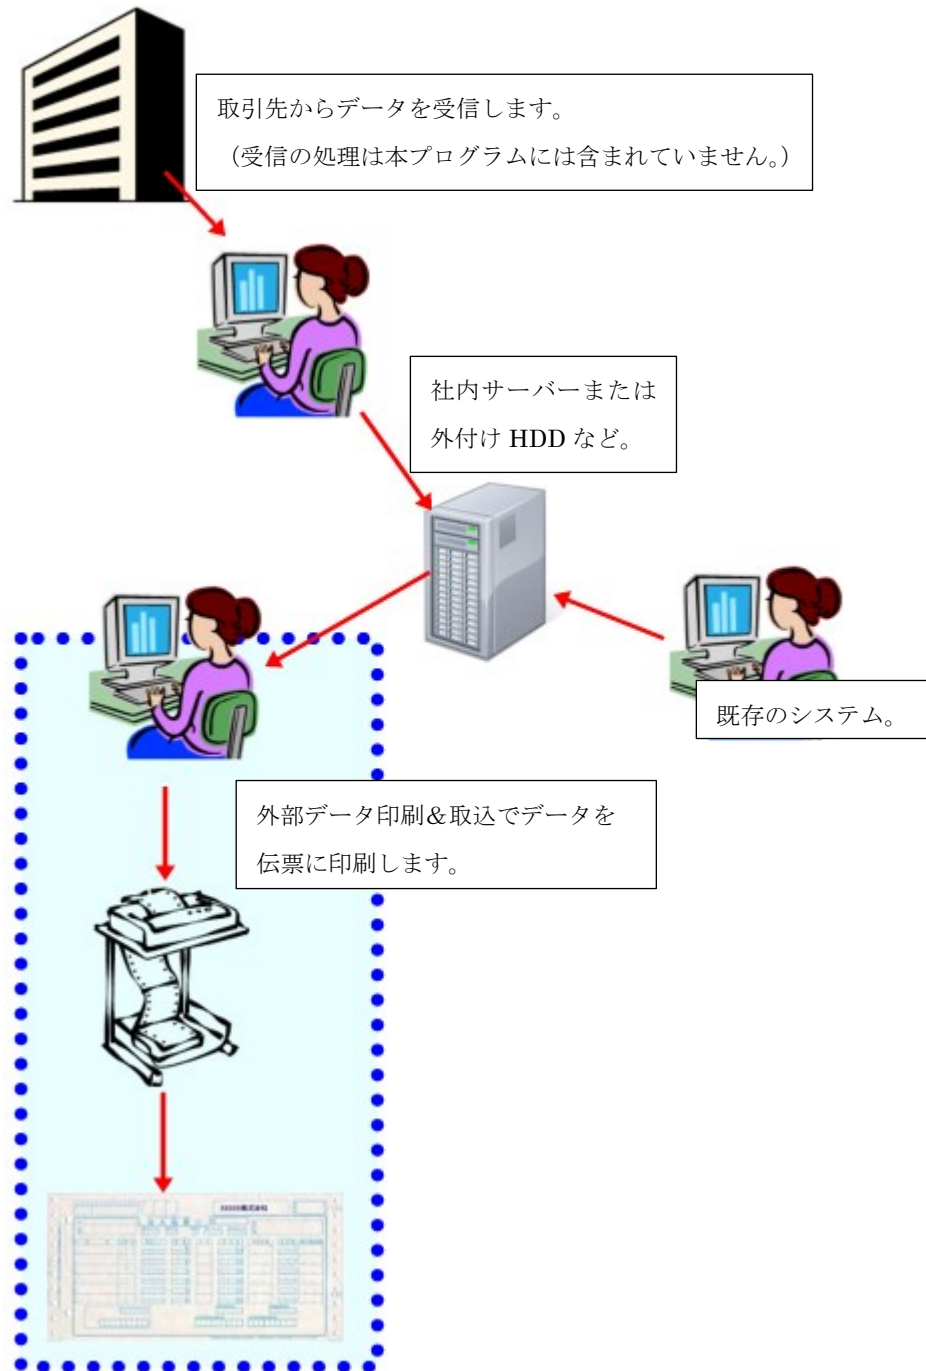 取引先からデータを受信します。
（受信の処理は本プログラムには含まれていません。）
社内サーバーまたは
外付け HDD など。
既存のシステム。
外部データ印刷＆取込でデータを
伝票に印刷します。